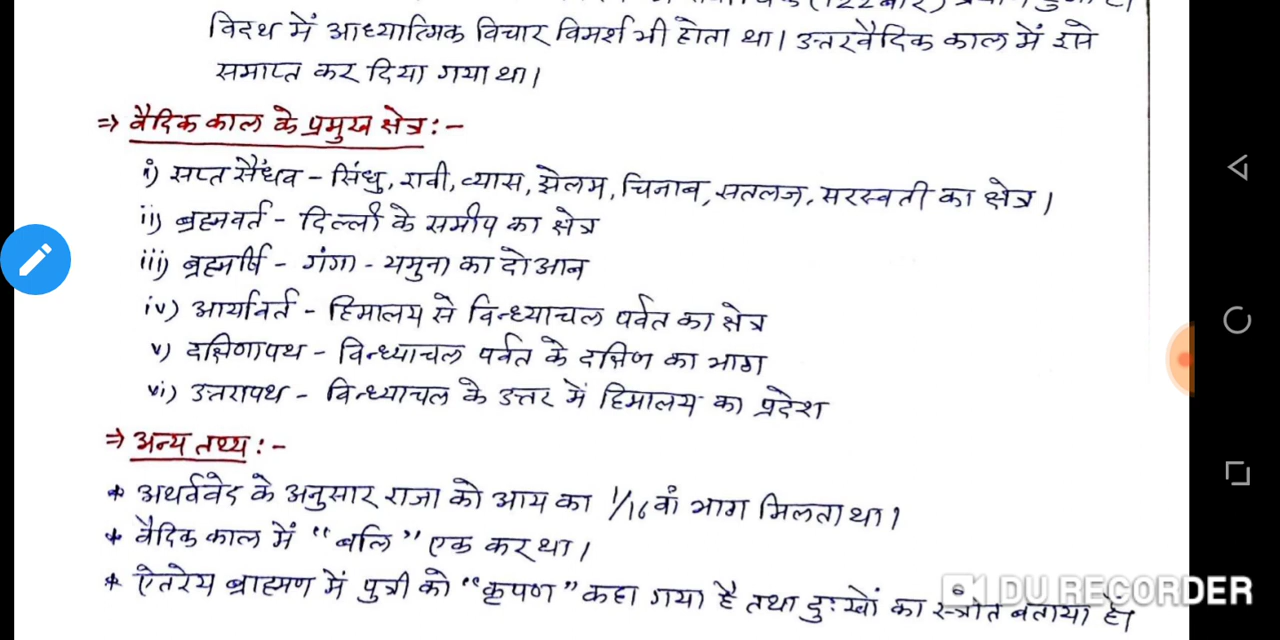 (122बार)
विदथ में आध्यात्मिक विचार विमर्श भी होता था। उत्तरवैदिक काल में इसे
समाप्त कर दिया गया था।
⇒ वैदिक काल के प्रमुख क्षेत्र:-
i) सप्त सैंधव - सिंधु, रावी, व्यास, झेलम, चिनाब, सतलज, सरस्वती का क्षेत्र।
ii) ब्रह्मवर्त - दिल्ली के समीप का क्षेत्र
iii) ब्रह्मर्षि - गंगा - यमुना का दोआब
iv) आर्यावर्त - हिमालय से विन्ध्याचल पर्वत का क्षेत्र
v) दक्षिणापथ - विन्ध्याचल पर्वत के दक्षिण का भाग
vi) उत्तरापथ - विन्ध्याचल के उत्तर में हिमालय का प्रदेश
⇒ अन्य तथ्य:-
* अथर्ववेद के अनुसार राजा को आय का 1/16 वां भाग मिलता था।
* वैदिक काल में "बलि" एक कर था।
* ऐतरेय ब्राह्मण में पुत्री को "कृपण" कहा गया है तथा दुःखों का स्त्रोत बताया है।
DU RECORDER